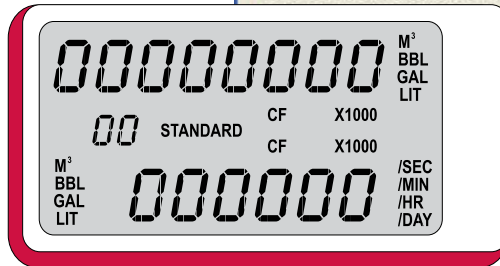 00000000
M³
BBL
GAL
LIT
00 STANDARD
CF X1000
CF X1000
M³
BBL
GAL
LIT
000000
/SEC
/MIN
/HR
/DAY